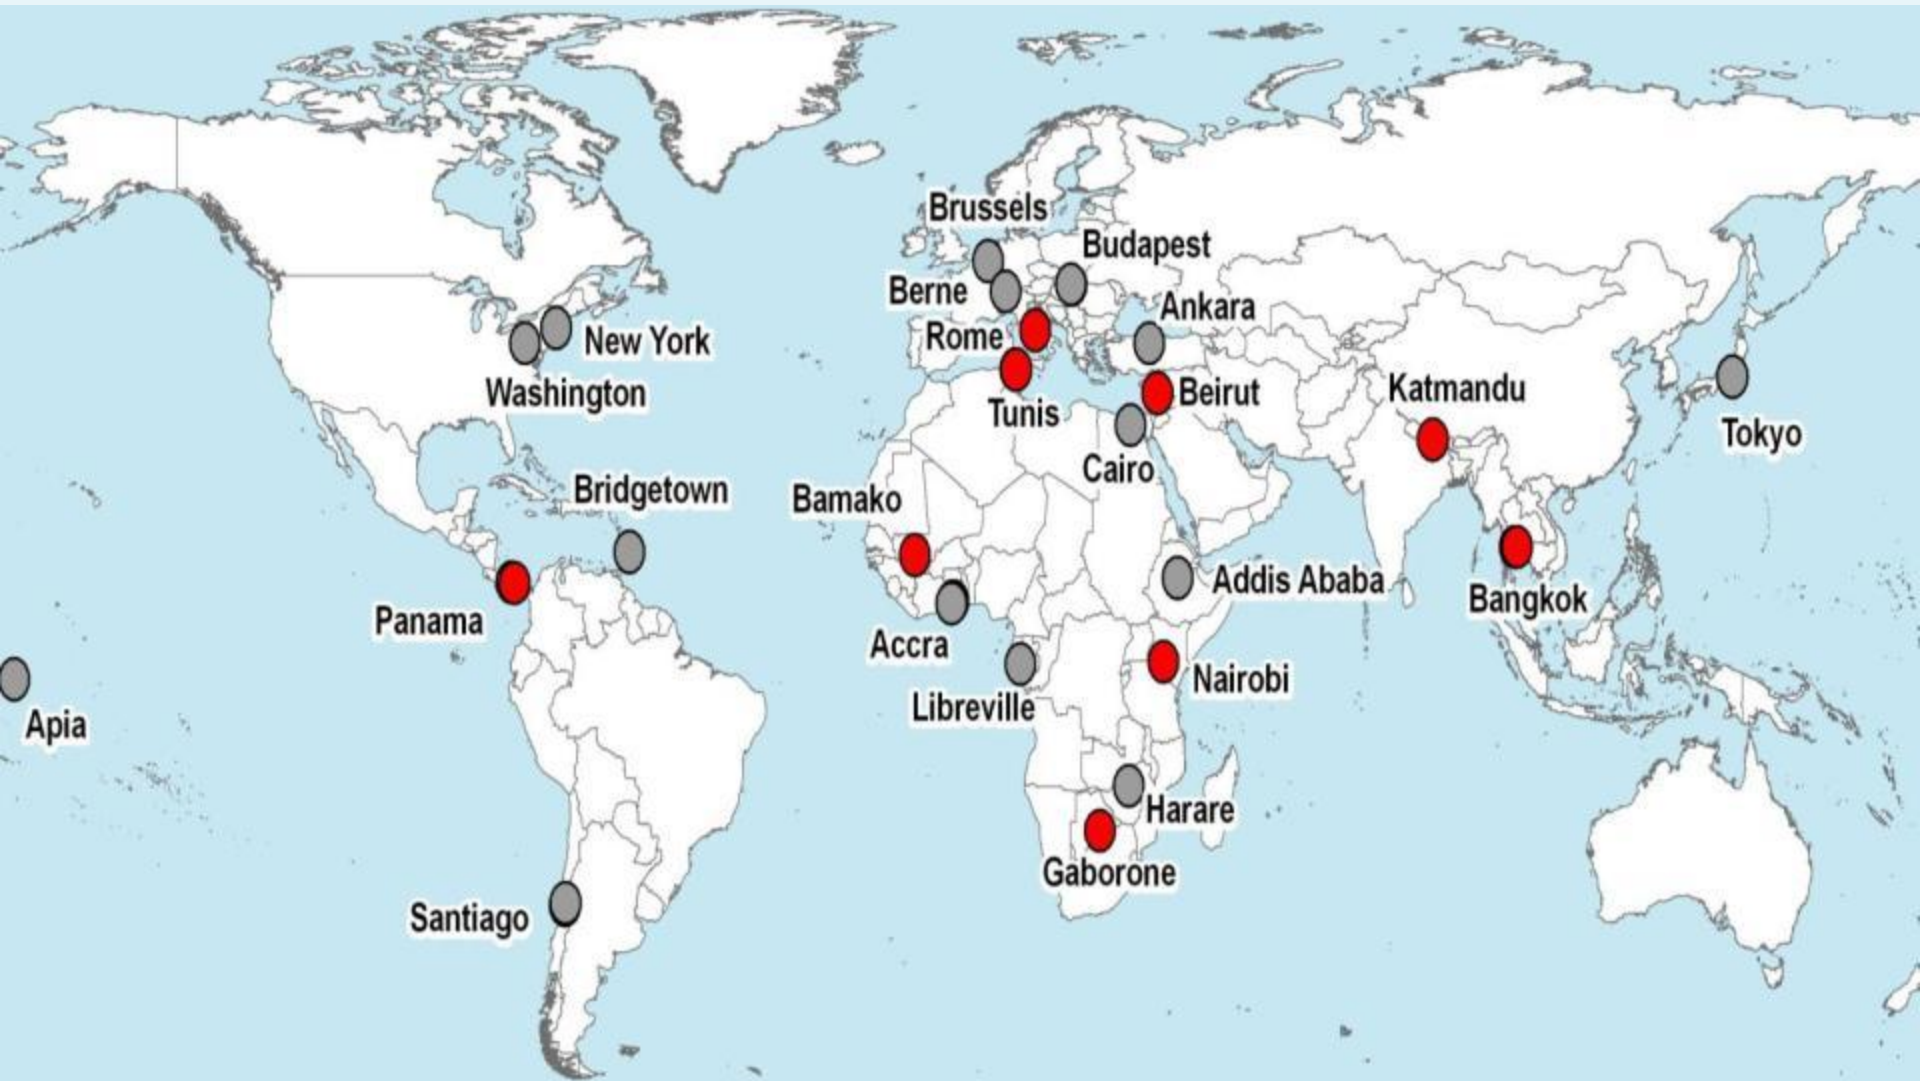 Brussels
Budapest
Berne
Ankara
Rome
New York
Washington
Beirut
Katmandu
Tunis
Tokyo
Cairo
Bridgetown
Bamako
Addis Ababa
Bangkok
Panama
Accra
Nairobi
Libreville
Apia
Harare
Gaborone
Santiago